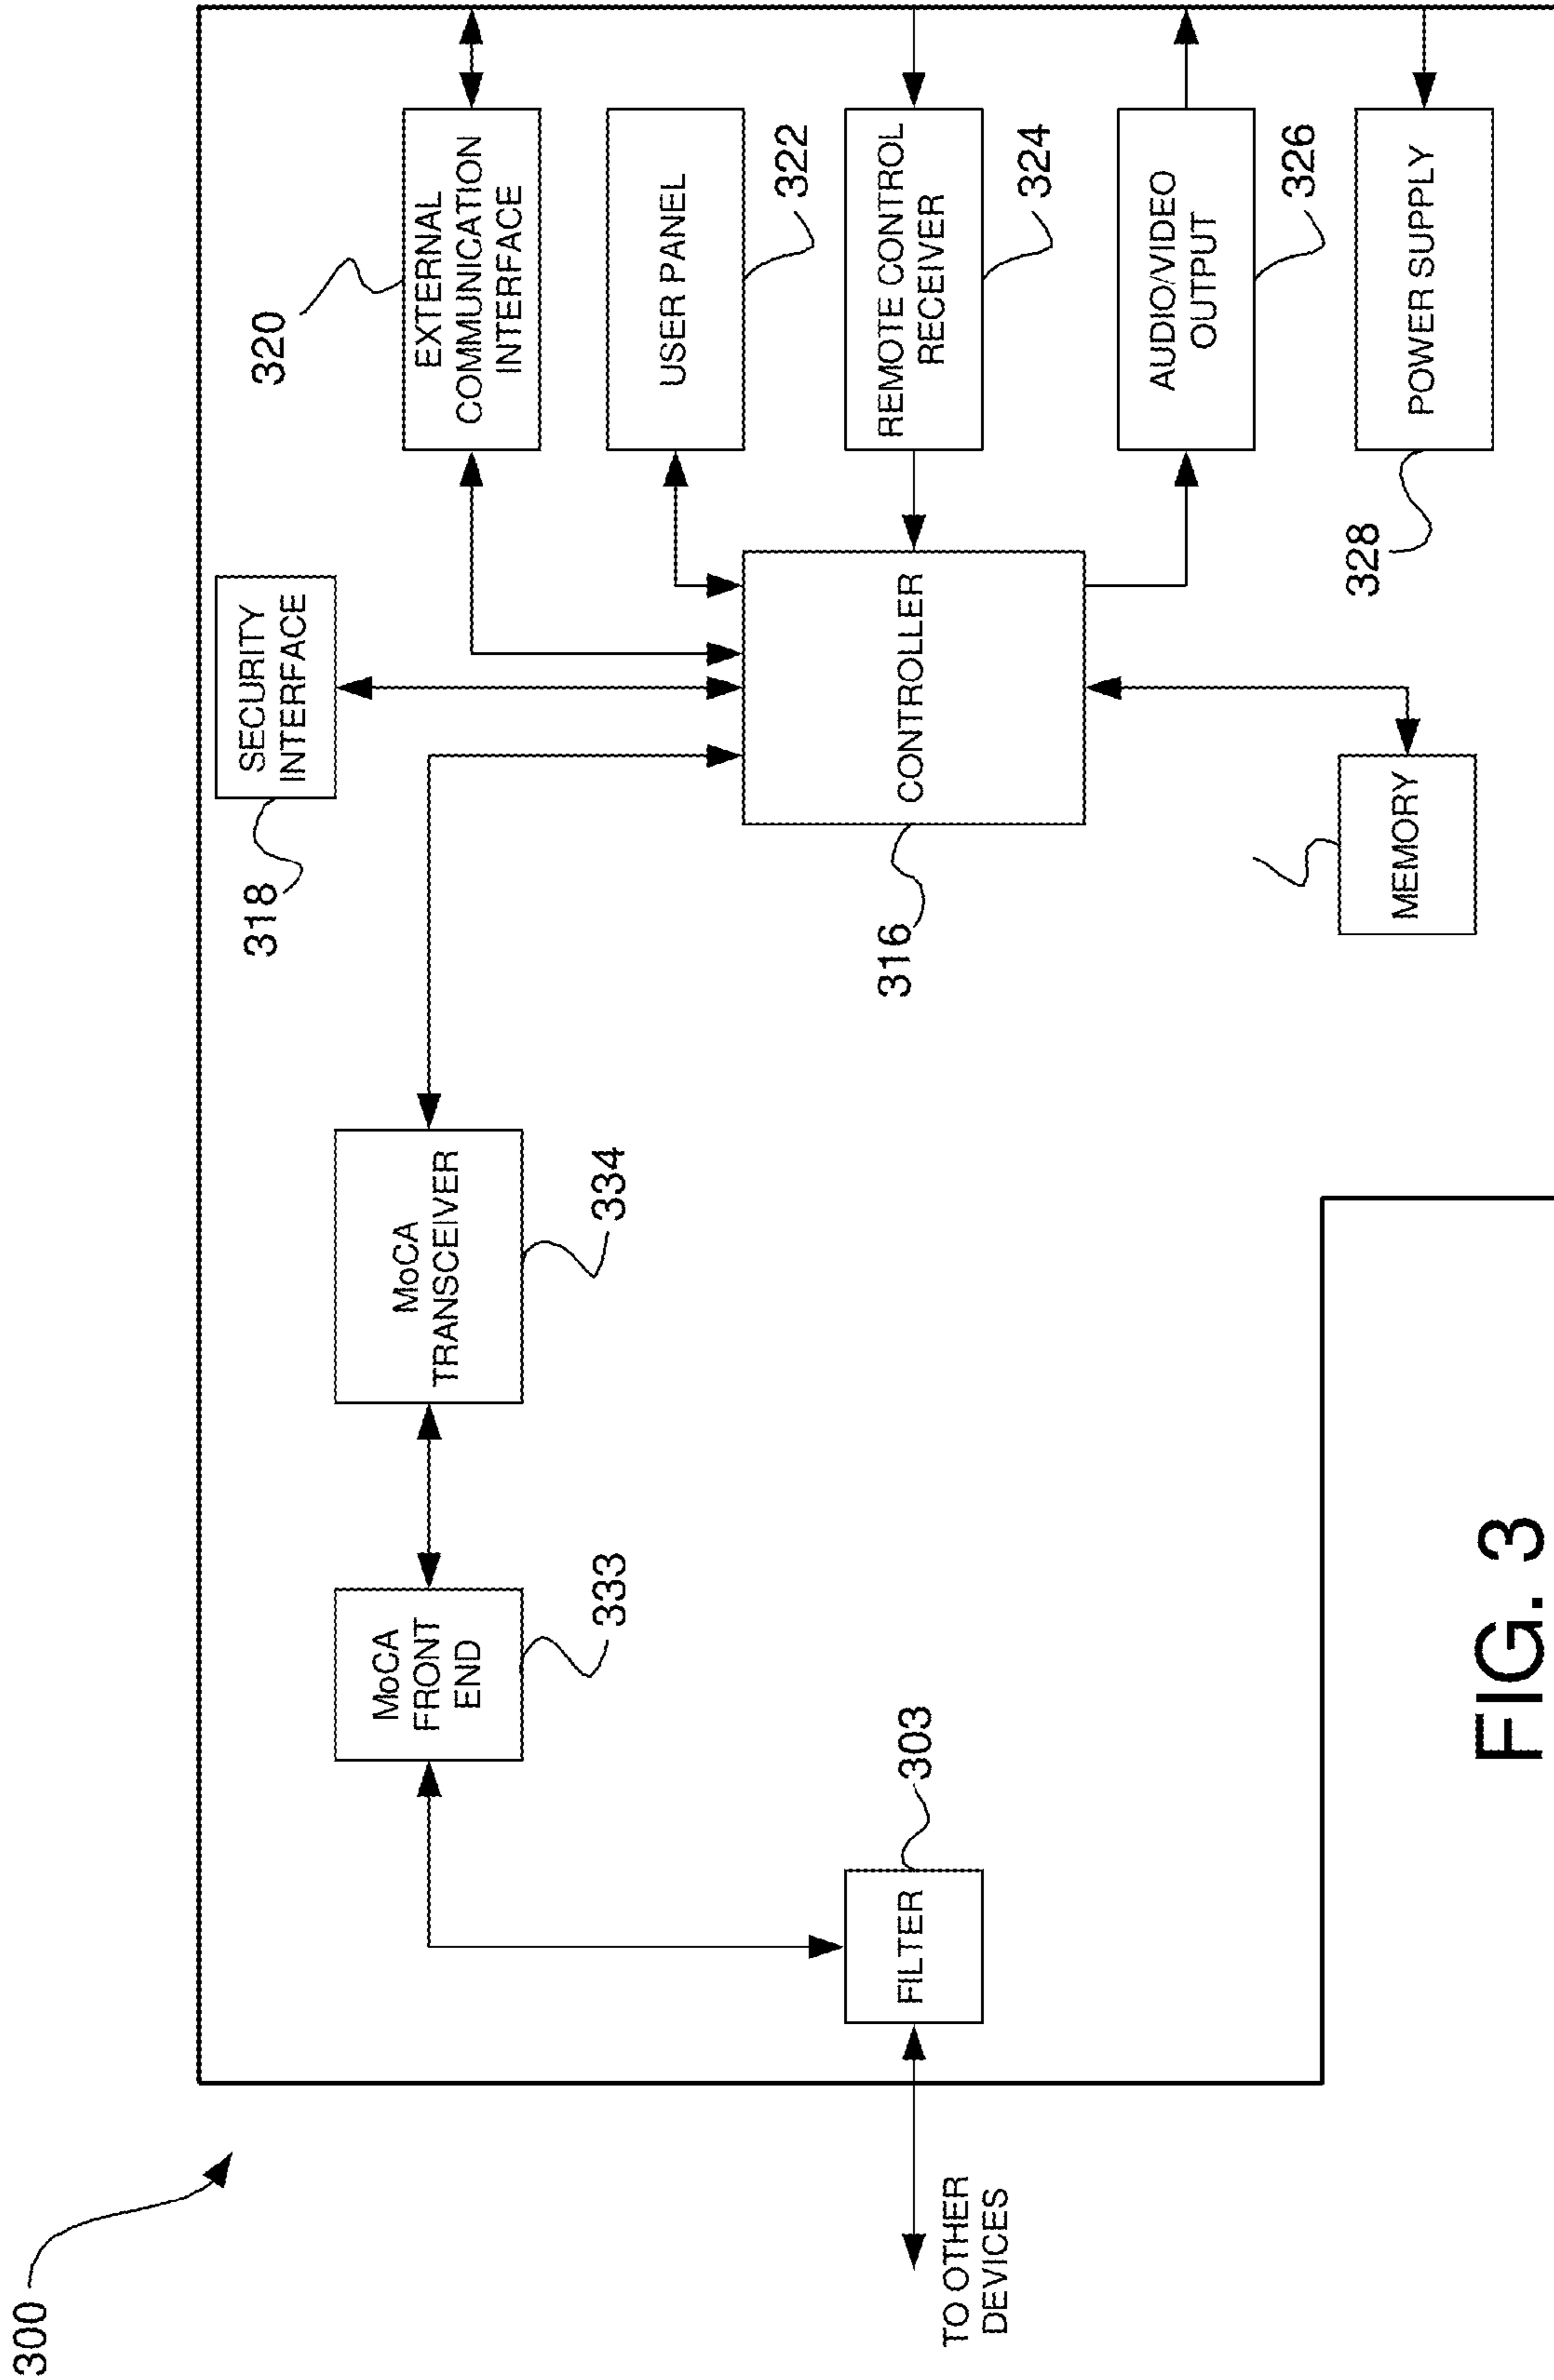 300
318
SECURITY
INTERFACE
320
EXTERNAL
COMMUNICATION
INTERFACE
MoCA
FRONT
END
333
MoCA
TRANSCEIVER
334
USER PANEL
322
TO OTHER
DEVICES
FILTER
303
316
CONTROLLER
REMOTE CONTROL
RECEIVER
324
AUDIO/VIDEO
OUTPUT
326
MEMORY
328
POWER SUPPLY
FIG. 3